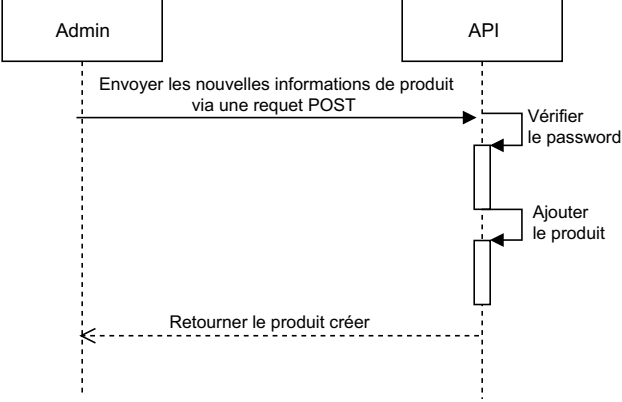 Admin
API
Envoyer les nouvelles informations de produit
via une requet POST
Vérifier
le password
Ajouter
le produit
Retourner le produit créer